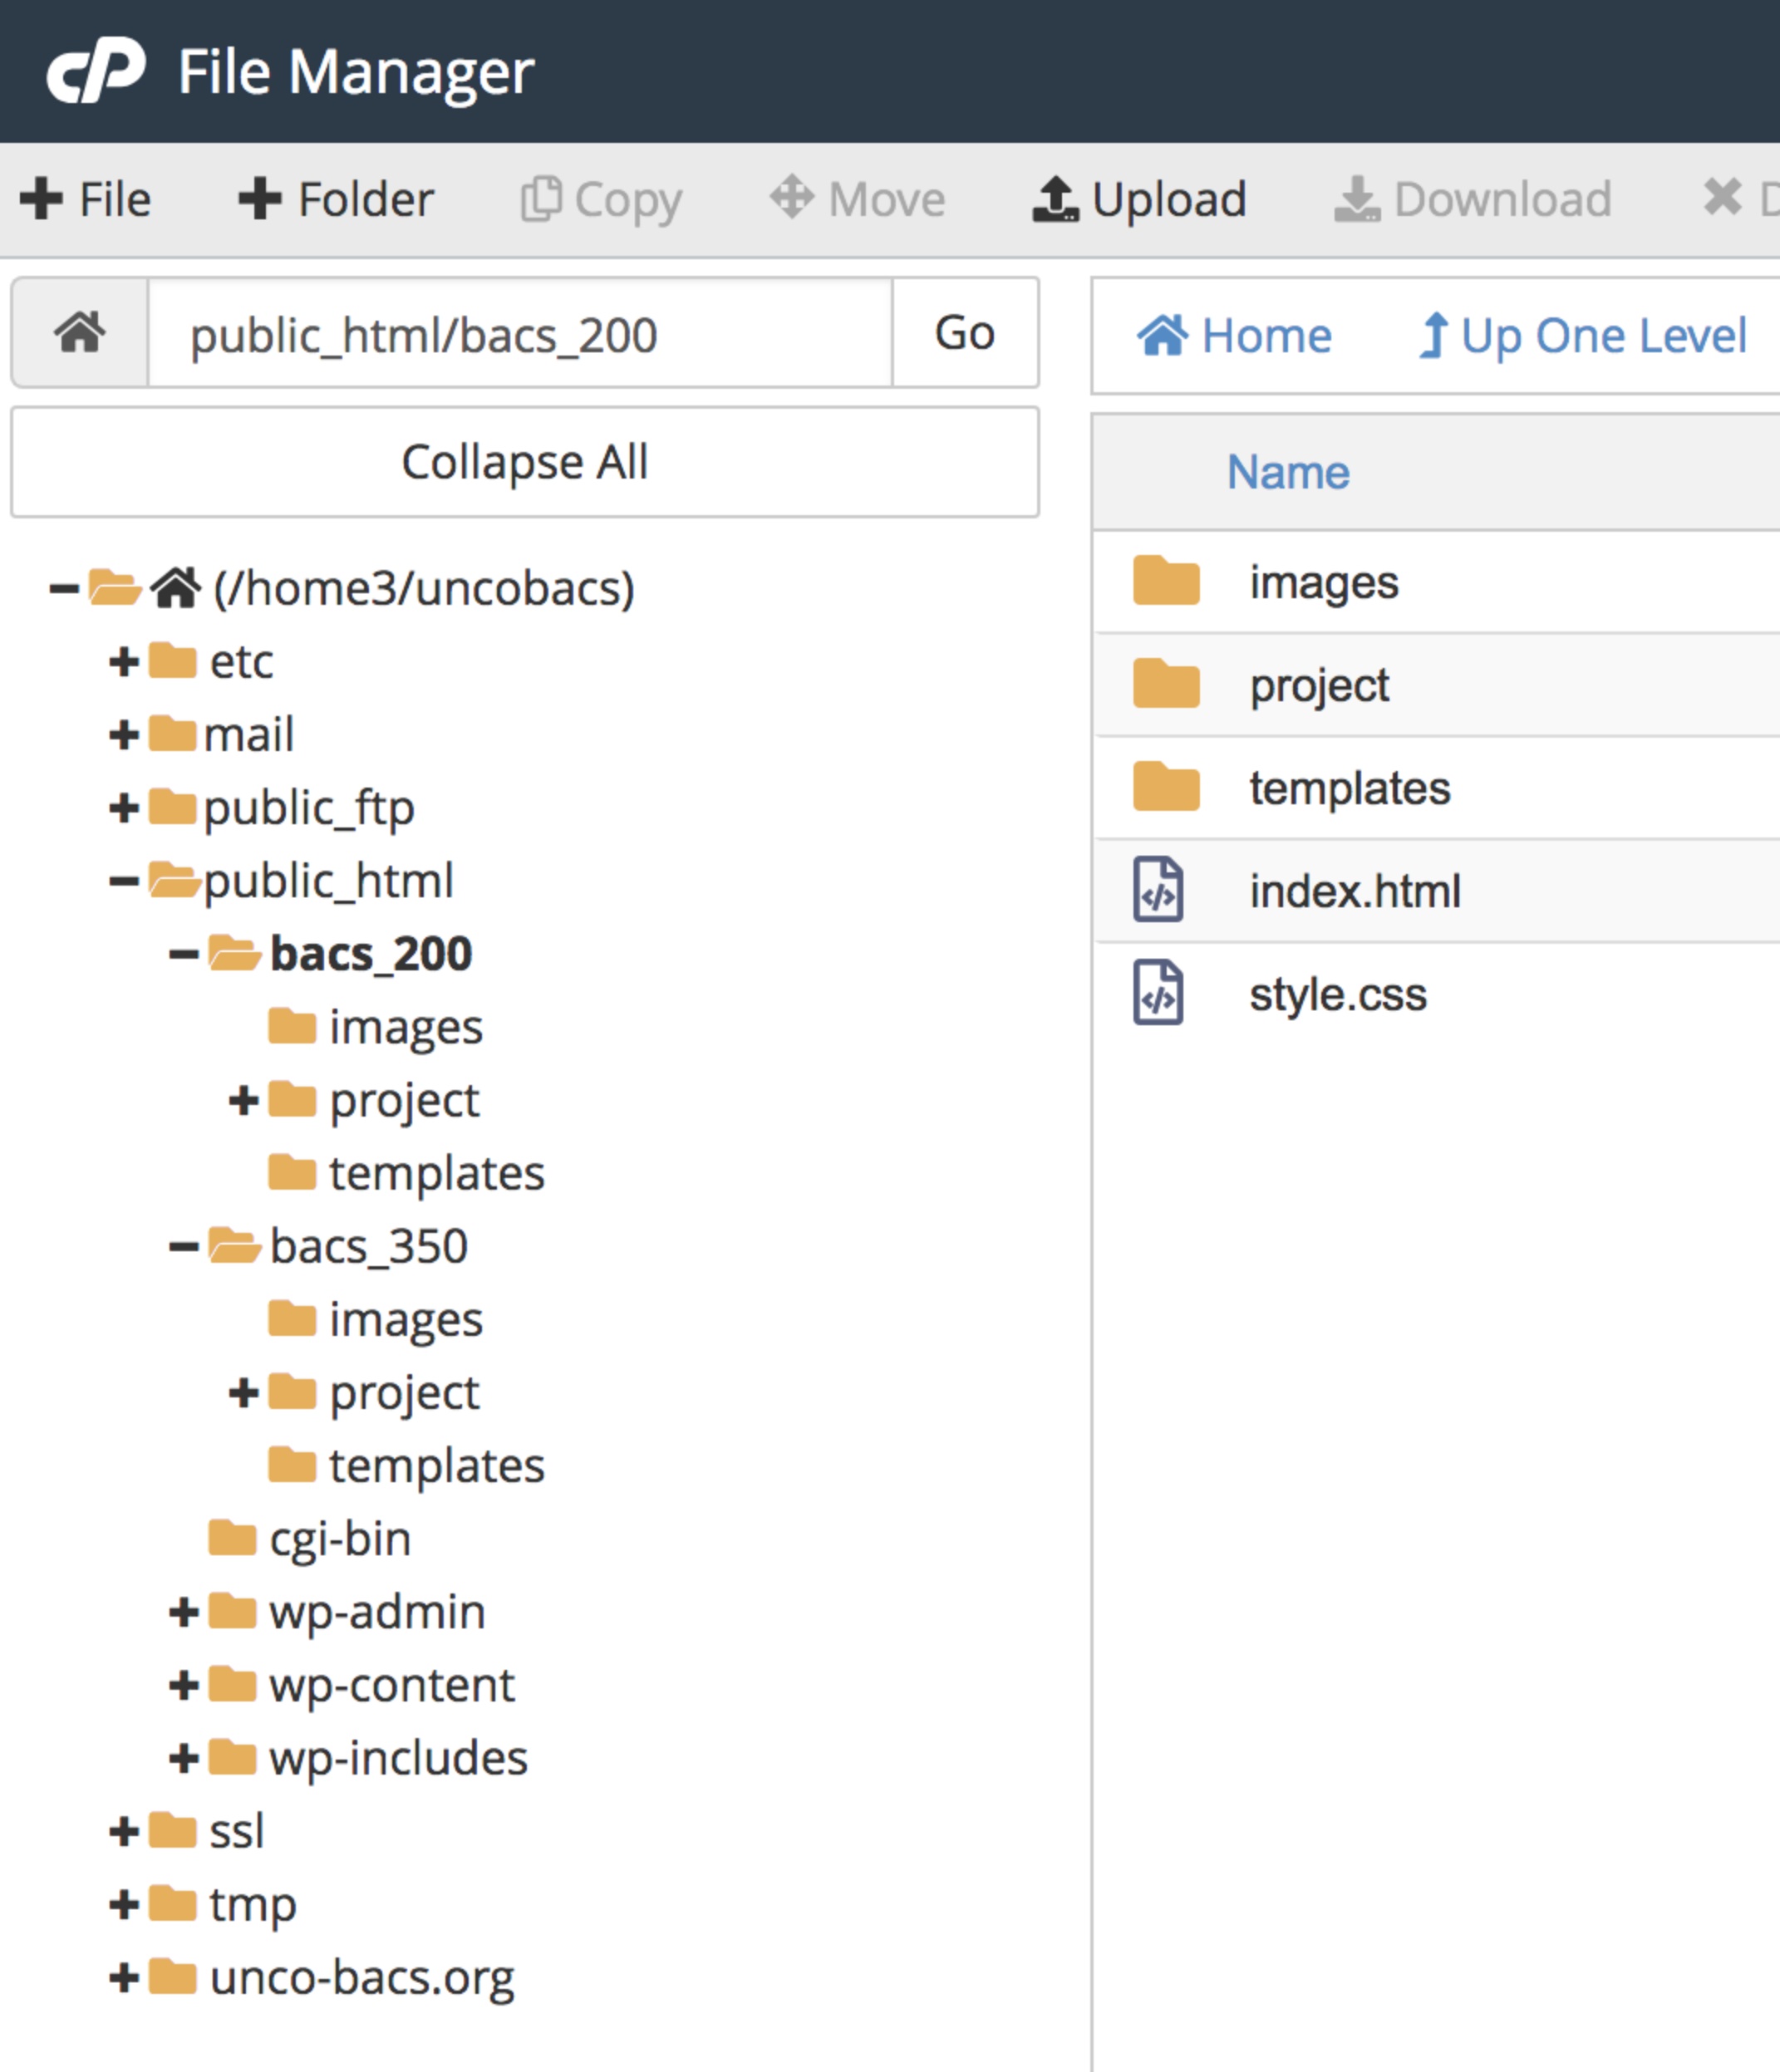 cP File Manager
File Folder Copy Move Upload Download D
public_html/bacs_200 Go
Home Up One Level
Collapse All
(/home3/uncobacs)
etc
mail
public_ftp
public_html
bacs_200
images
project
templates
bacs_350
images
project
templates
cgi-bin
wp-admin
wp-content
wp-includes
ssl
tmp
unco-bacs.org
Name
images
project
templates
index.html
style.css